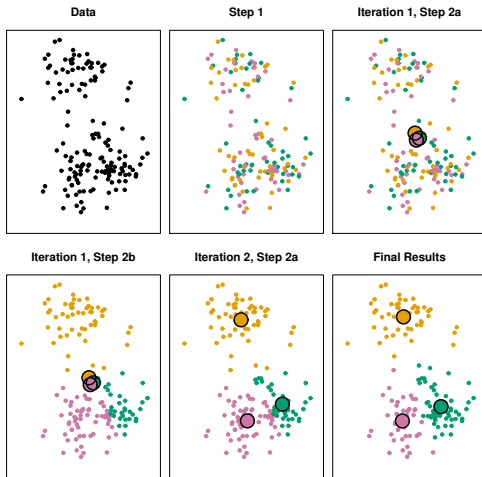 Data
Step 1
Iteration 1, Step 2a
Iteration 1, Step 2b
Iteration 2, Step 2a
Final Results